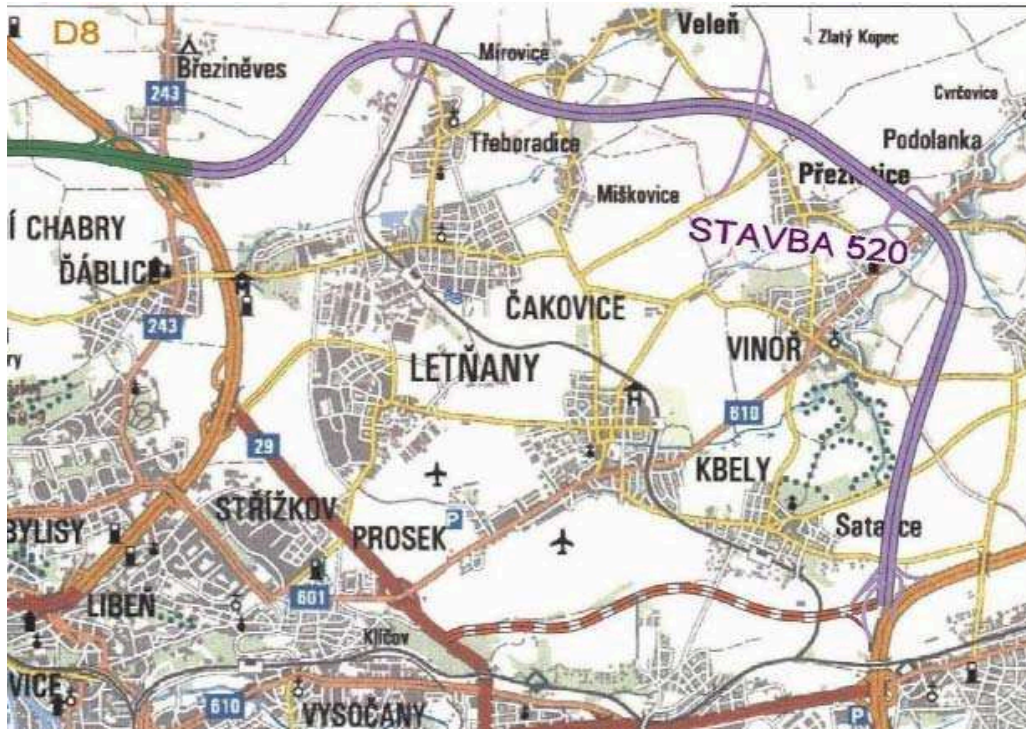 D8
Veleň
Zlatý Kopec
Mírovice
Březiněves
243
Cvrčovice
Třeboradice
Podolanka
Miškovice
Í CHABRY
STAVBA 520
ĎÁBLICE
ČAKOVICE
243
VINOŘ
LETŇANY
610
H
29
KBELY
STŘÍŽKOV
P
BYLISY
PROSEK
601
LIBEŇ
Klíčov
VICE
610
VYSOČANY
P